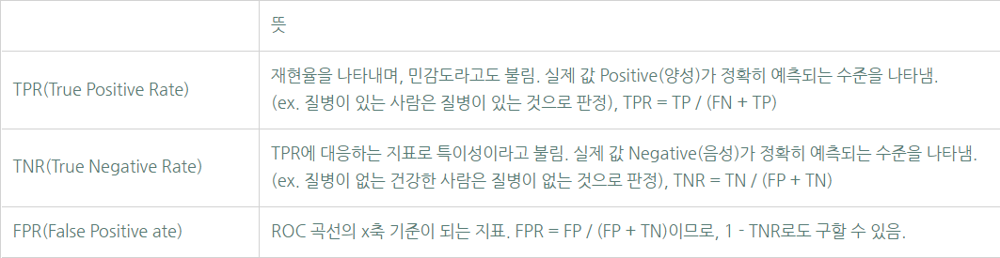 뜻
TPR(True Positive Rate)
재현율을 나타내며, 민감도라고도 불림. 실제 값 Positive(양성)가 정확히 예측되는 수준을 나타냄.
(ex. 질병이 있는 사람은 질병이 있는 것으로 판정), TPR = TP / (FN + TP)
TNR(True Negative Rate)
TPR에 대응하는 지표로 특이성이라고 불림. 실제 값 Negative(음성)가 정확히 예측되는 수준을 나타냄.
(ex. 질병이 없는 건강한 사람은 질병이 없는 것으로 판정), TNR = TN / (FP + TN)
FPR(False Positive ate)
ROC 곡선의 x축 기준이 되는 지표. FPR = FP / (FP + TN)이므로, 1 - TNR로도 구할 수 있음.